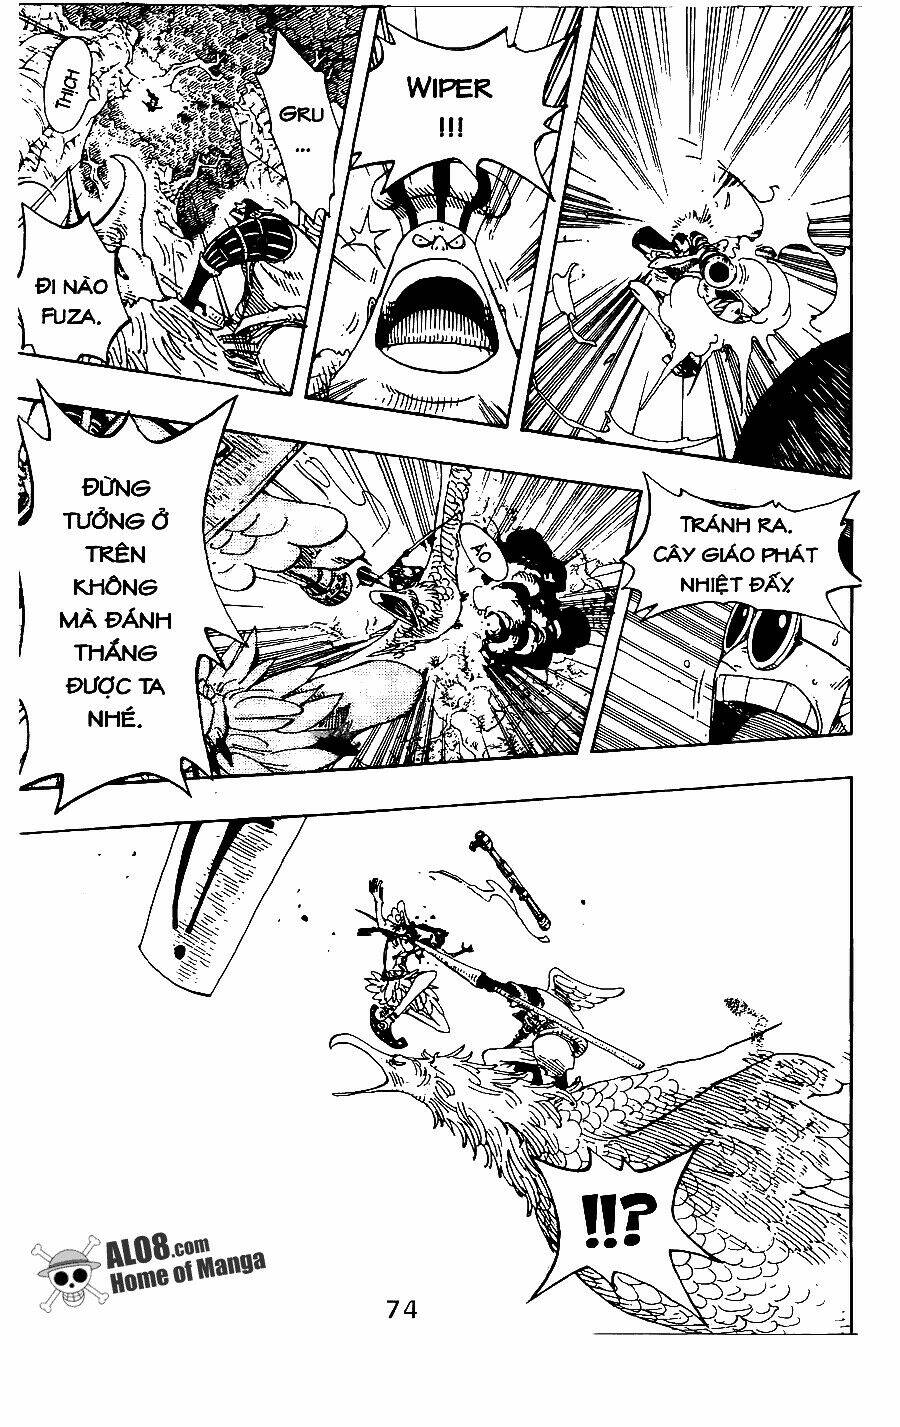 WIPER
!!!
GRU
...
THỊCH
ĐI NÀO
FUZA.
TRÁNH RA.
CÂY GIÁO PHÁT
NHIỆT ĐẤY.
ÁO
ĐỪNG
TƯỞNG Ở
TRÊN
KHÔNG
MÀ ĐÁNH
THẮNG
ĐƯỢC TA
NHÉ.
!!?
ALO8.com
Home of Manga
74